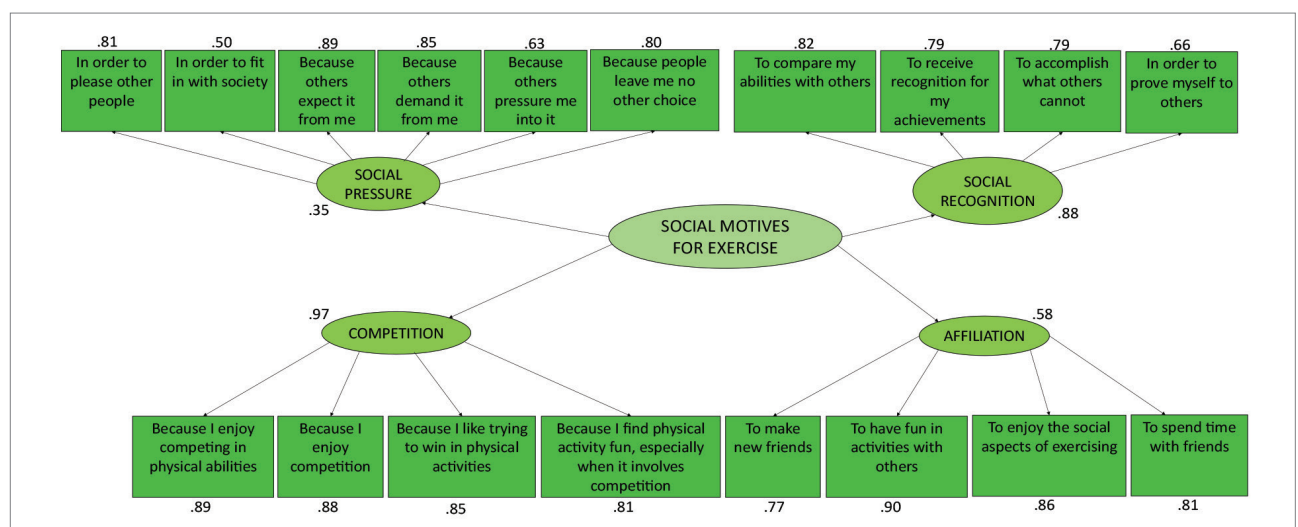 .81
.50
.89
.85
.63
.80
.82
.79
.79
.66
In order to
please other
people
In order to fit
in with society
Because
others
expect it
from me
Because
others
demand it
from me
Because
others
pressure me
into it
Because people
leave me no
other choice
To compare my
abilities with others
To receive
recognition for
my
achievements
To accomplish
what others
cannot
In order to
prove myself to
others
SOCIAL
PRESSURE
.35
SOCIAL
RECOGNITION
.88
SOCIAL MOTIVES
FOR EXERCISE
.97
COMPETITION
.58
AFFILIATION
Because I enjoy
competing in
physical abilities
Because I
enjoy
competition
Because I like trying
to win in physical
activities
Because I find physical
activity fun, especially
when it involves
competition
To make
new friends
To have fun in
activities with
others
To enjoy the social
aspects of exercising
To spend time
with friends
.89
.88
.85
.81
.77
.90
.86
.81